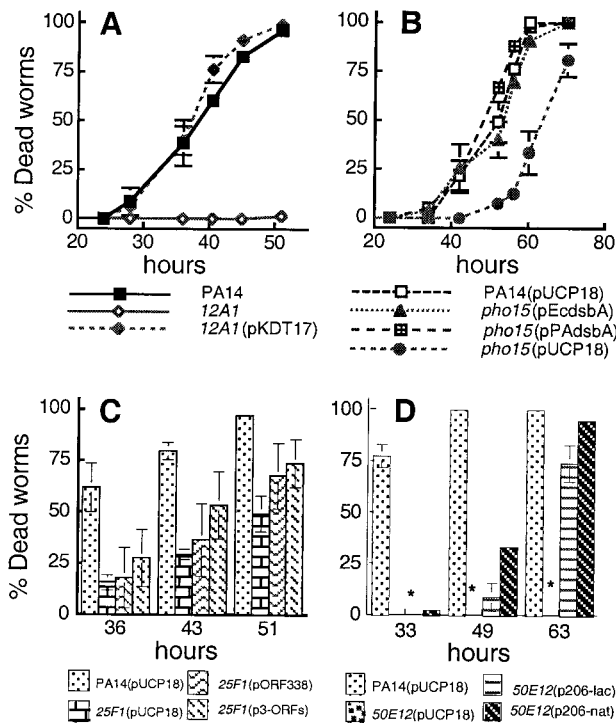 A
% Dead worms
100
75
50
25
0
20 30 40 50
hours
PA14
12A1
12A1(pKDT17)
B
100
75
50
25
0
20 40 60 80
hours
PA14(pUCP18)
pho15(pEcdsbA)
pho15(pPAdsbA)
pho15(pUCP18)
C
% Dead worms
100
75
50
25
0
36 43 51
hours
PA14(pUCP18)
25F1(pUCP18)
25F1(pORF338)
25F1(p3-ORFs)
D
100
75
50
25
0
* * *
33 49 63
hours
PA14(pUCP18)
50E12(pUCP18)
50E12(p206-lac)
50E12(p206-nat)